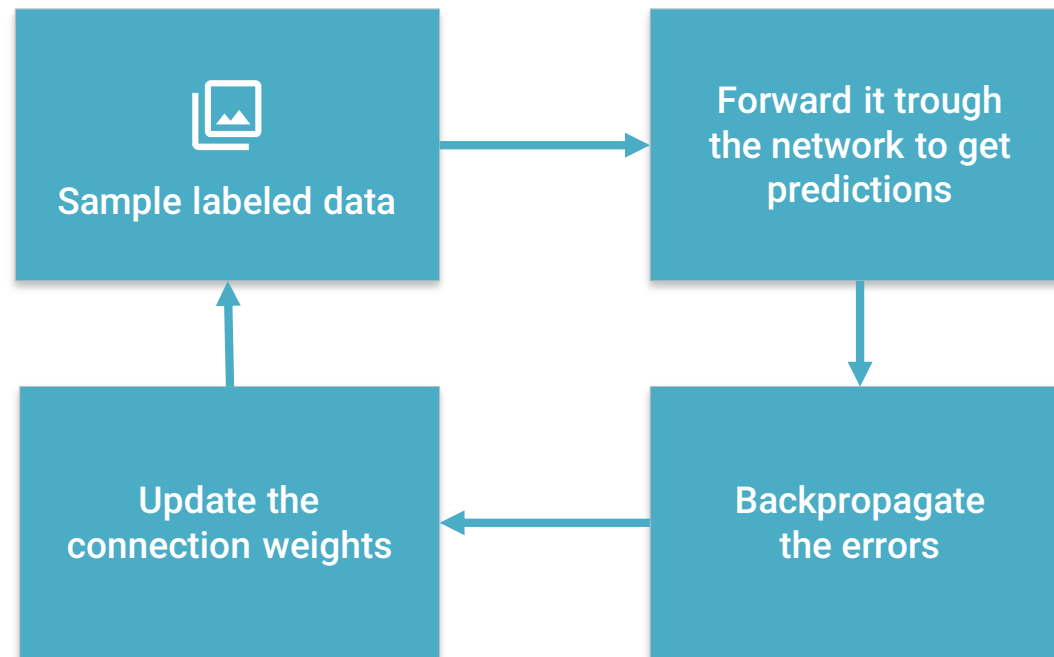 Sample labeled data
Forward it trough
the network to get
predictions
Backpropagate
the errors
Update the
connection weights